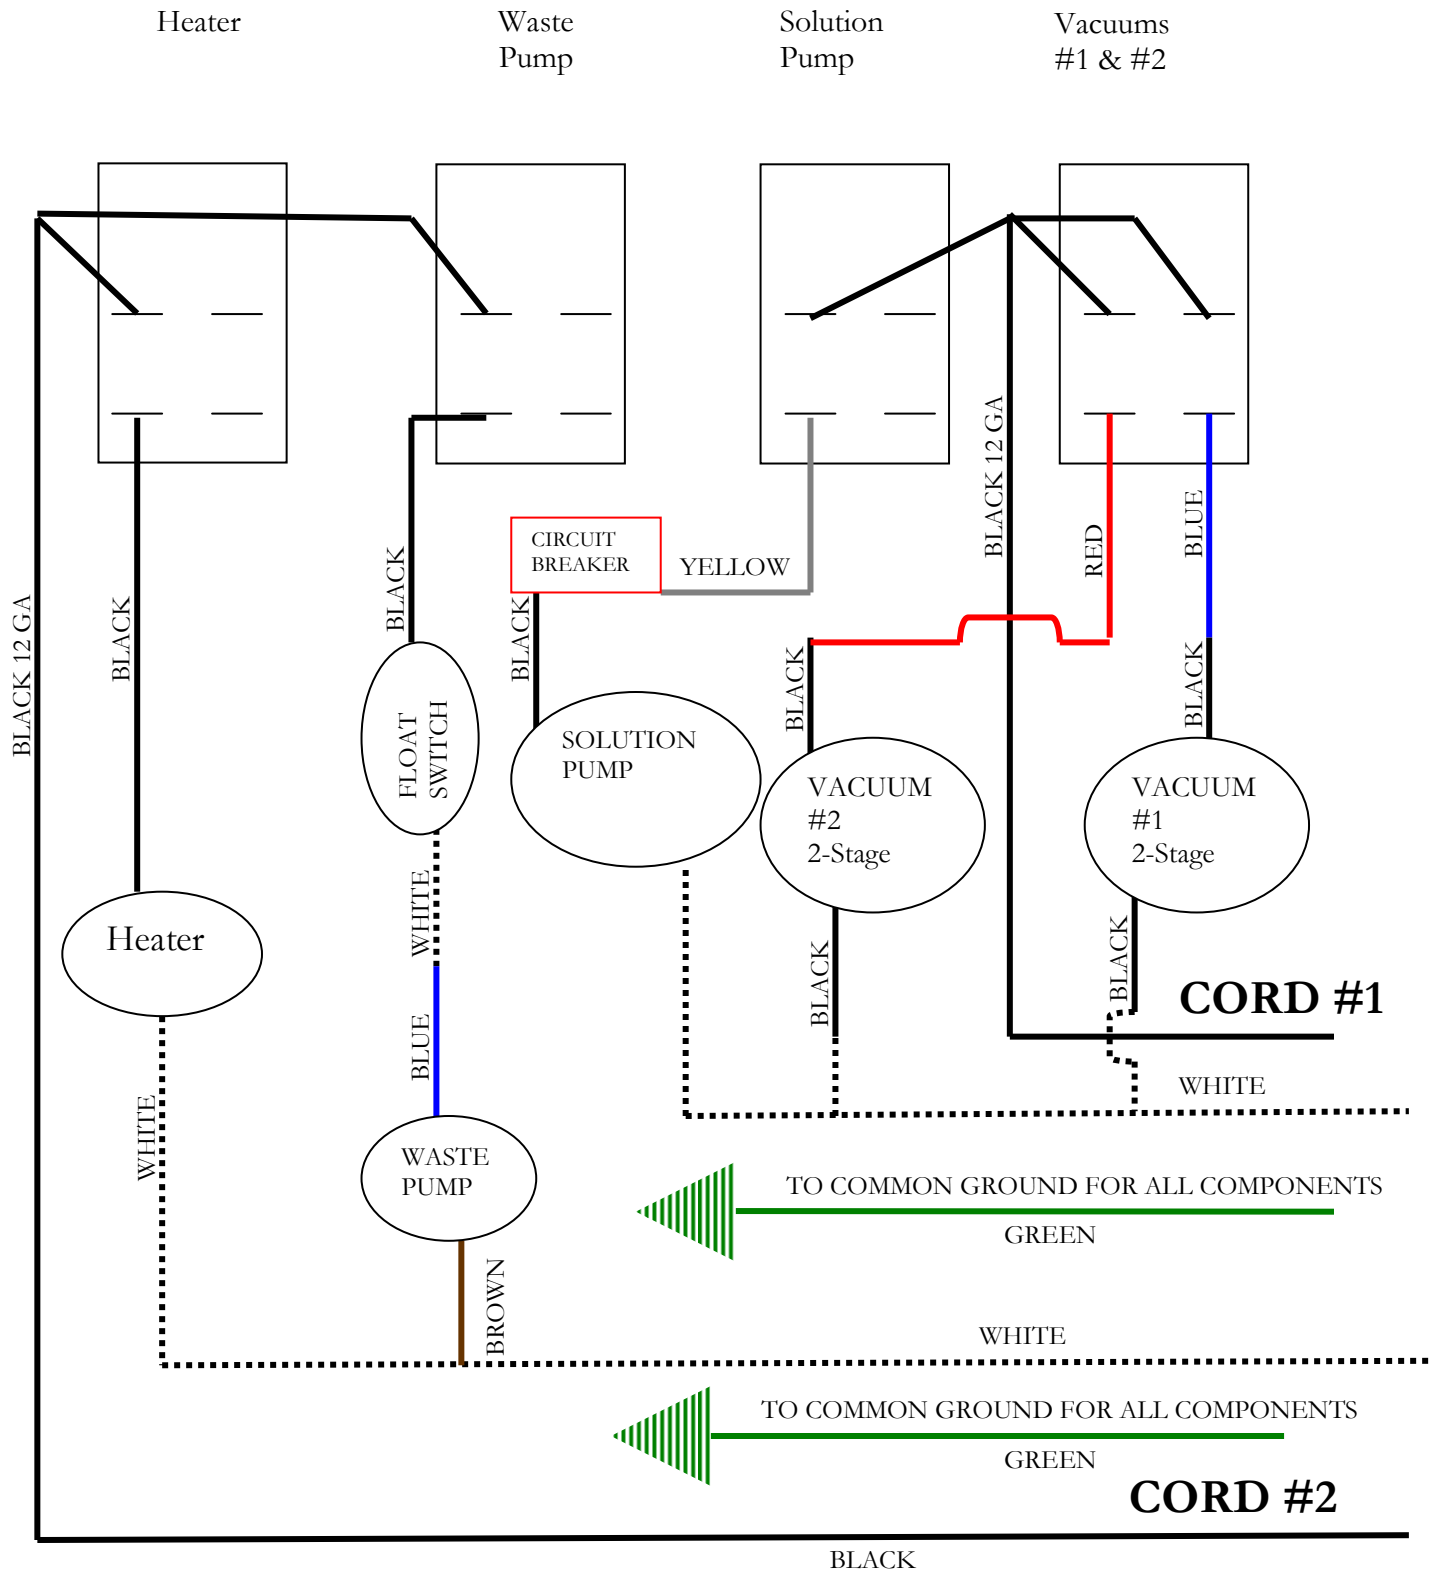 Heater
Waste
Pump
Solution
Pump
Vacuums
#1 & #2
BLACK 12 GA
BLACK
BLACK
CIRCUIT
BREAKER
YELLOW
BLACK
BLACK 12 GA
RED
BLUE
BLACK
BLACK
FLOAT
SWITCH
SOLUTION
PUMP
VACUUM
#2
2-Stage
VACUUM
#1
2-Stage
Heater
WHITE
BLACK
BLACK
CORD #1
BLUE
WHITE
WHITE
WASTE
PUMP
TO COMMON GROUND FOR ALL COMPONENTS
GREEN
BROWN
WHITE
TO COMMON GROUND FOR ALL COMPONENTS
GREEN
CORD #2
BLACK